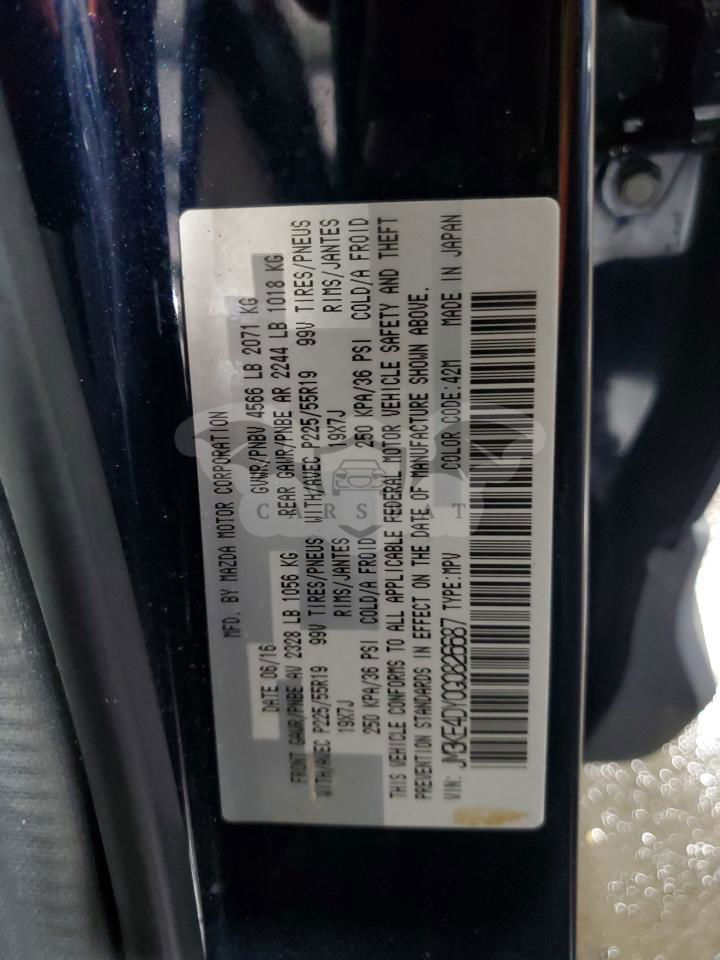 MFD. BY MAZDA MOTOR CORPORATION
DATE 06/16 GVWR/PNBV 4566 LB 2071 KG
FRONT GAWR/PNBE AV 2328 LB 1056 KG REAR GAWR/PNBE AR 2244 LB 1018 KG
WITH/AVEC P225/55R19 99V TIRES/PNEUS WITH/AVEC P225/55R19 99V TIRES/PNEUS
19X7J RIMS/JANTES 19X7J RIMS/JANTES
250 KPA/36 PSI COLD/A FROID 250 KPA/36 PSI COLD/A FROID
THIS VEHICLE CONFORMS TO ALL APPLICABLE FEDERAL MOTOR VEHICLE SAFETY AND THEFT
PREVENTION STANDARDS IN EFFECT ON THE DATE OF MANUFACTURE SHOWN ABOVE.
VIN: JM3KE4DY0G0826687 TYPE:MPV COLOR CODE:42M MADE IN JAPAN